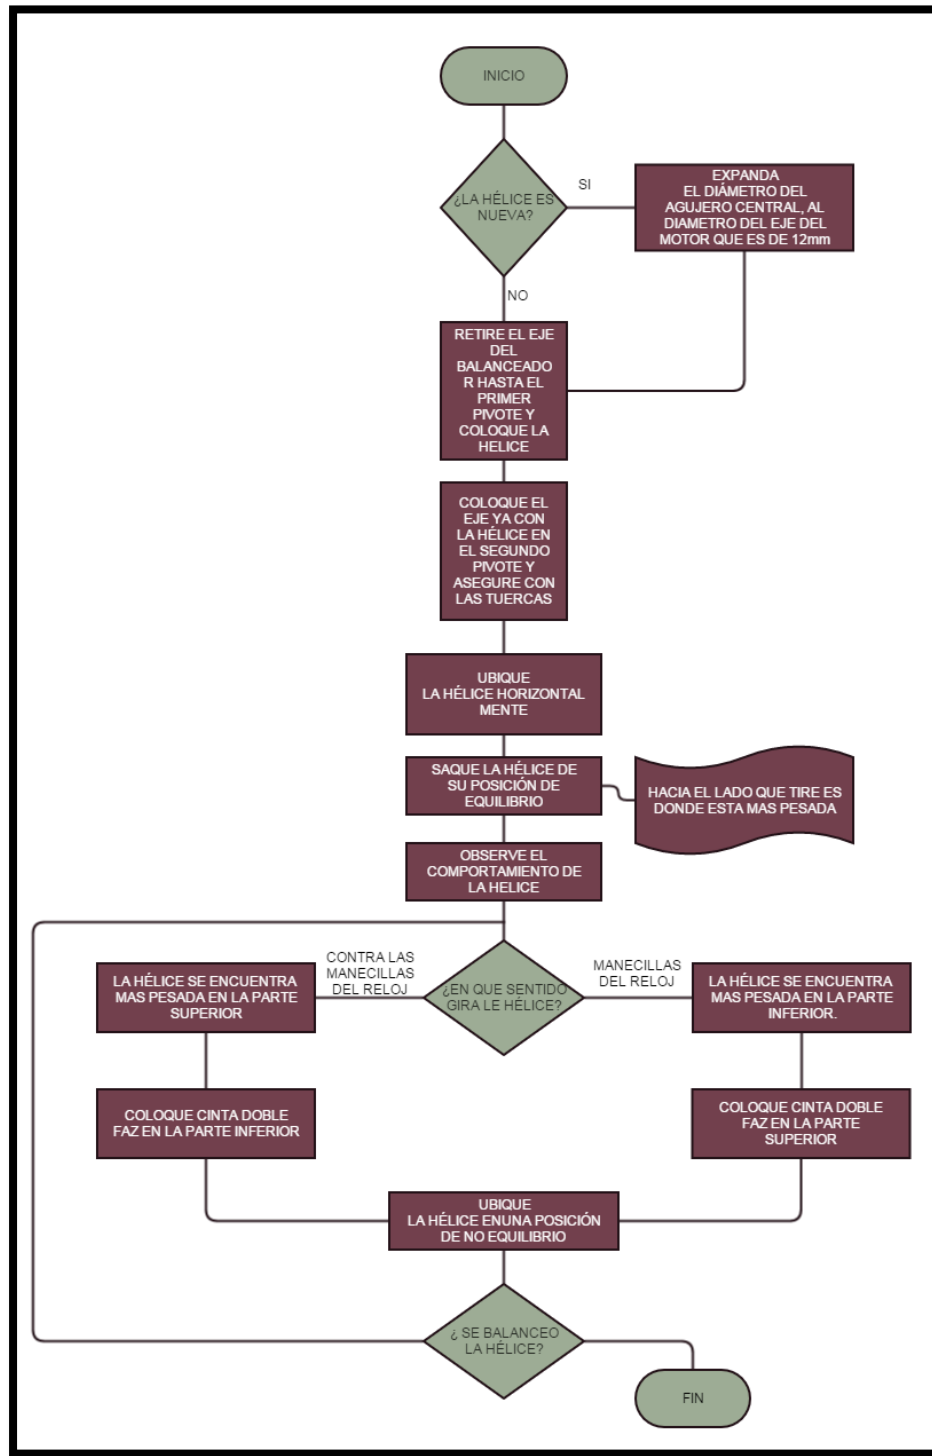 INICIO
¿LA HÉLICE ES
NUEVA?
SI
EXPANDA
EL DIÁMETRO DEL
AGUJERO CENTRAL, AL
DIAMETRO DEL EJE DEL
MOTOR QUE ES DE 12mm
NO
RETIRE EL EJE
DEL
BALANCEADO
R HASTA EL
PRIMER
PIVOTE Y
COLOQUE LA
HELICE
COLOQUE EL
EJE YA CON
LA HÉLICE EN
EL SEGUNDO
PIVOTE Y
ASEGURE CON
LAS TUERCAS
UBIQUE
LA HÉLICE HORIZONTAL
MENTE
SAQUE LA HÉLICE DE
SU POSICIÓN DE
EQUILIBRIO
HACIA EL LADO QUE TIRE ES
DONDE ESTA MAS PESADA
OBSERVE EL
COMPORTAMIENTO DE
LA HELICE
¿EN QUE SENTIDO
GIRA LE HÉLICE?
CONTRA LAS
MANECILLAS
DEL RELOJ
MANECILLAS
DEL RELOJ
LA HÉLICE SE ENCUENTRA
MAS PESADA EN LA PARTE
SUPERIOR
LA HÉLICE SE ENCUENTRA
MAS PESADA EN LA PARTE
INFERIOR.
COLOQUE CINTA DOBLE
FAZ EN LA PARTE INFERIOR
COLOQUE CINTA DOBLE
FAZ EN LA PARTE
SUPERIOR
UBIQUE
LA HÉLICE ENUNA POSICIÓN
DE NO EQUILIBRIO
¿ SE BALANCEO
LA HÉLICE?
FIN